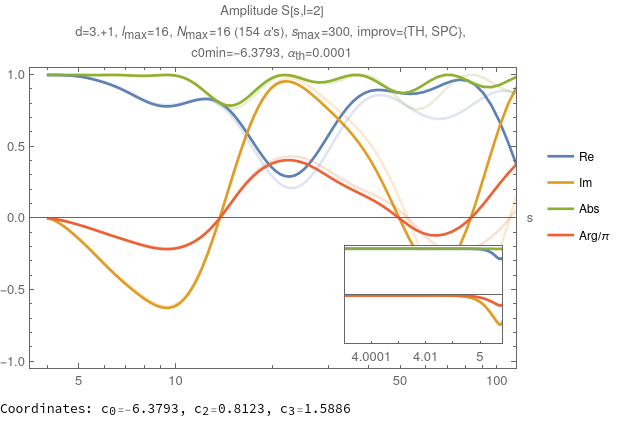 Amplitude S[s,l=2]
d=3.+1, lmax=16, Nmax=16 (154 α's), smax=300, improv={TH, SPC},
c0min=−6.3793, αth=0.0001
1.0
0.5
0.0
−0.5
−1.0
5
10
50
100
s
4.0001
4.01
5
Re
Im
Abs
Arg/π
Coordinates: c0=-6.3793, c2=0.8123, c3=1.5886